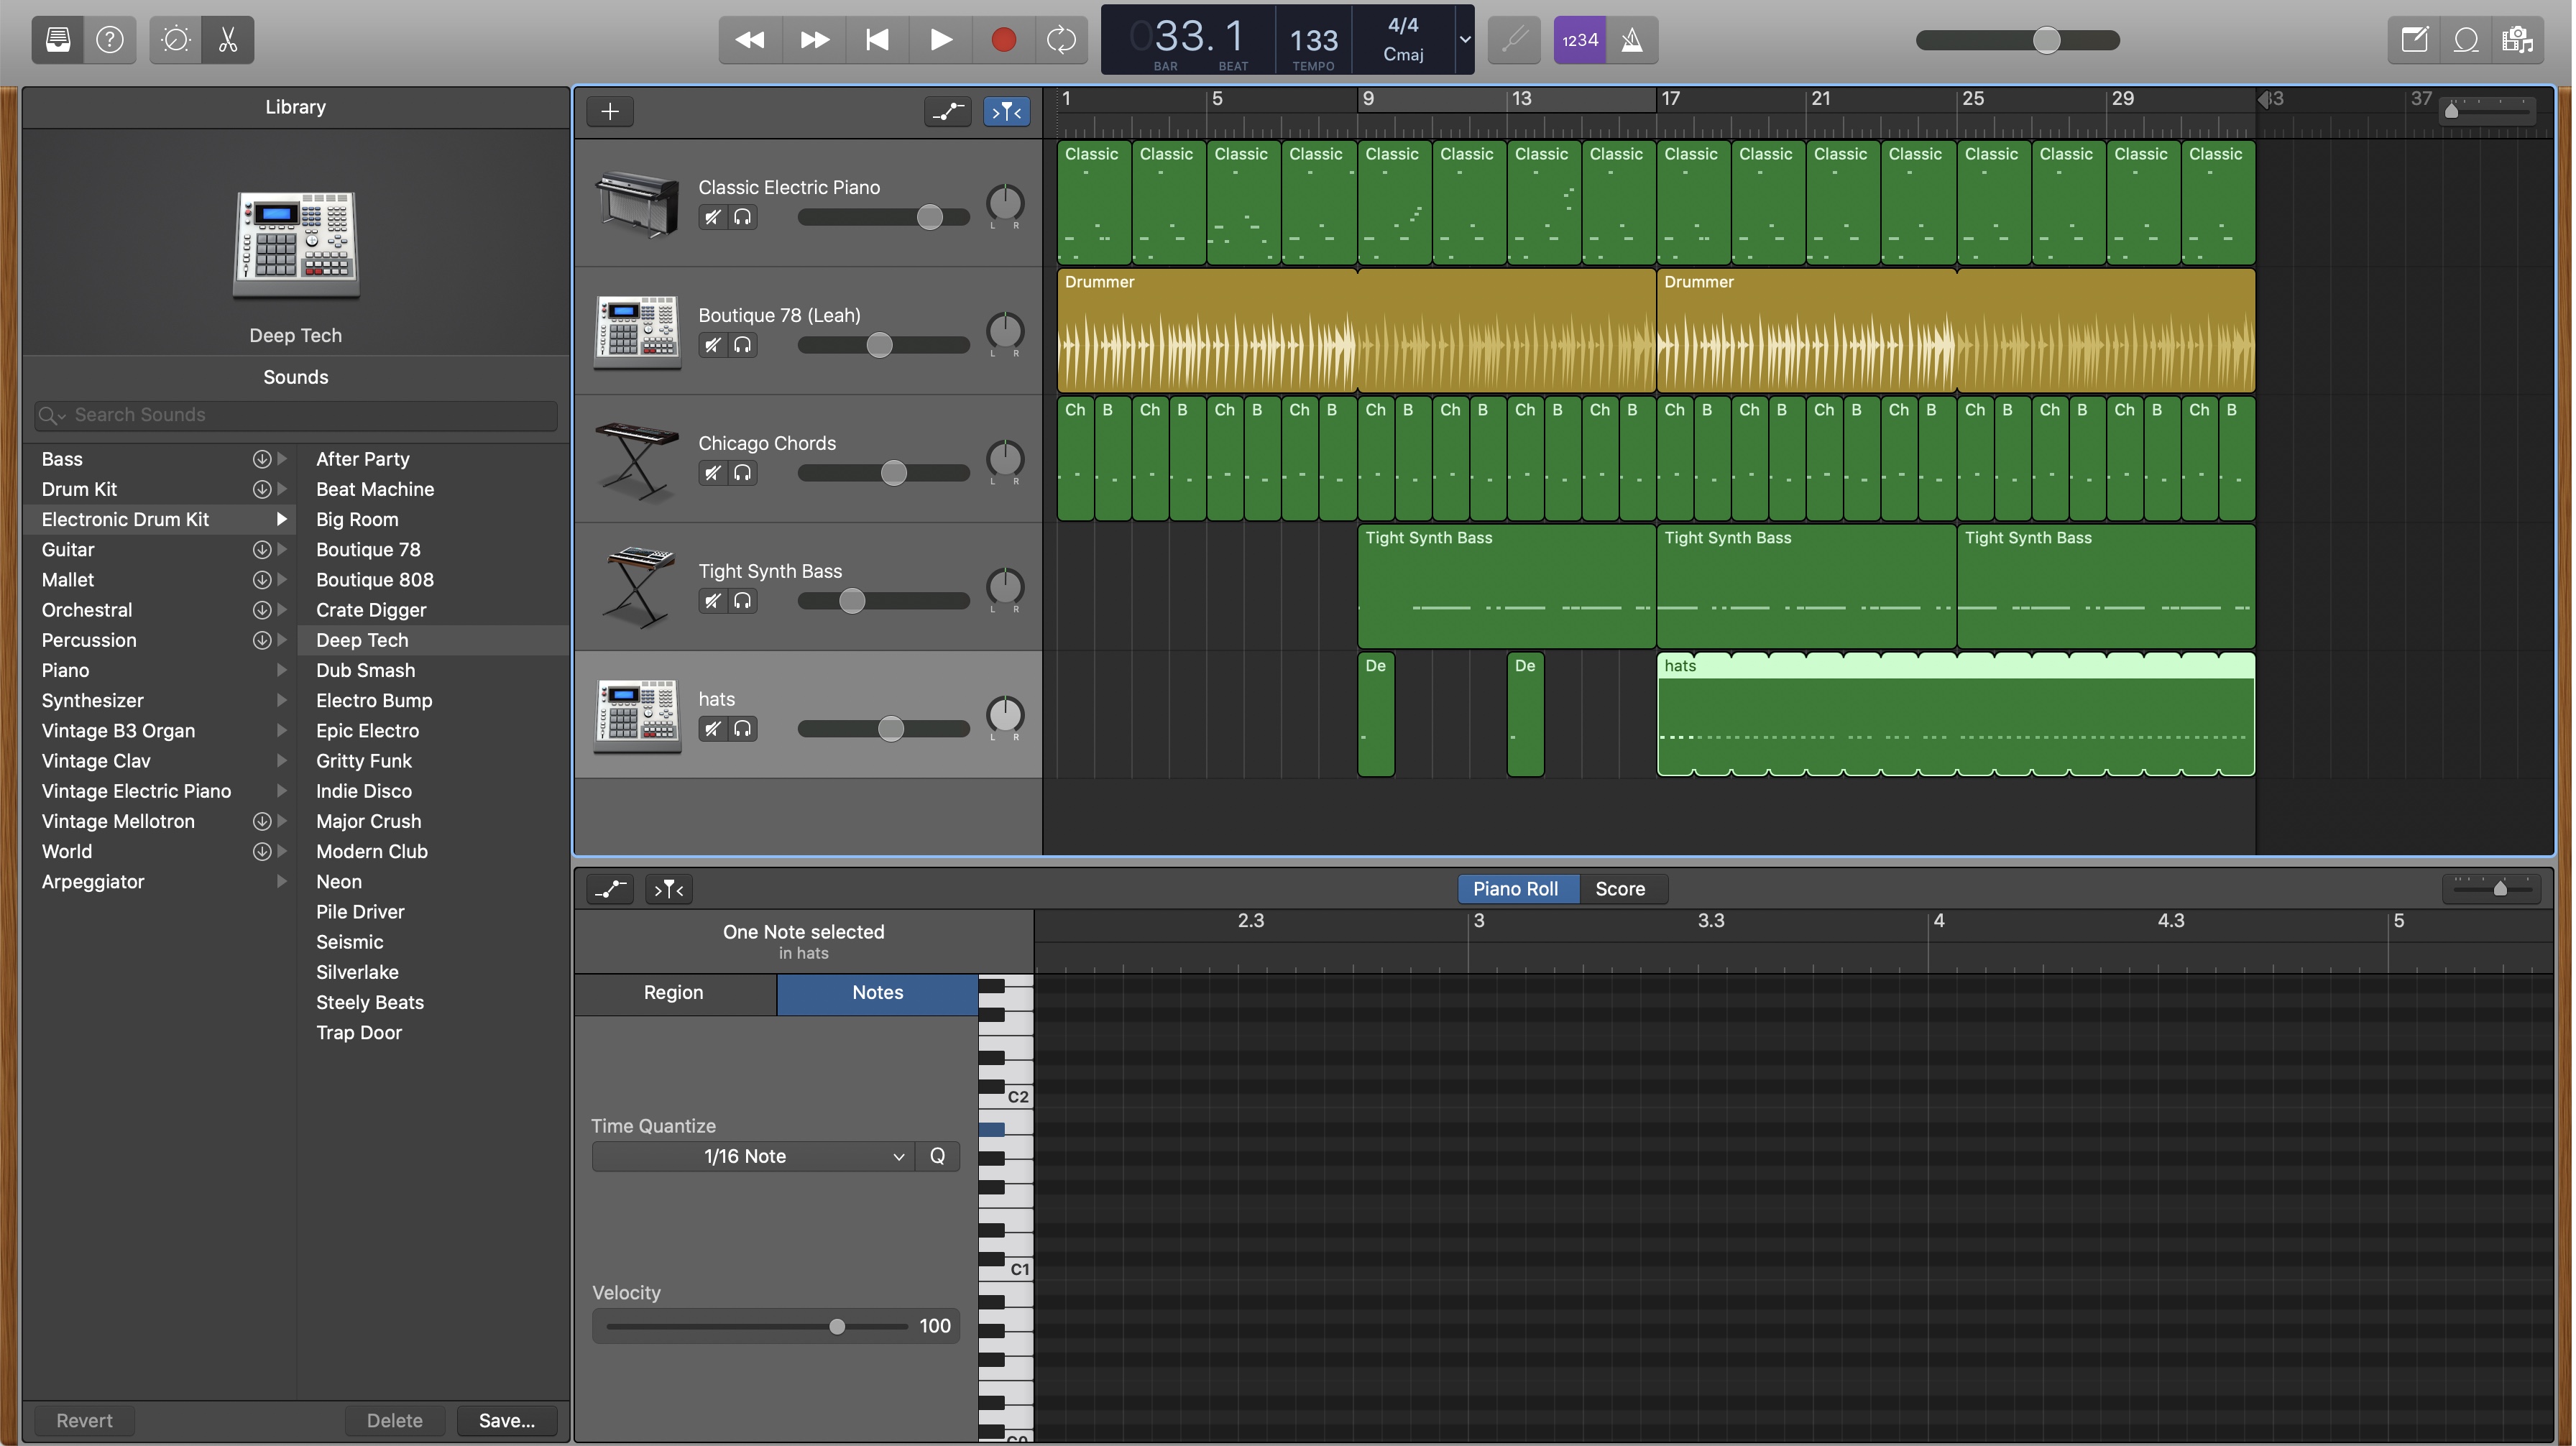 033. 1
BAR BEAT
133
TEMPO
4/4
Cmaj
1234
Library
Deep Tech
Sounds
Search Sounds
Bass
Drum Kit
Electronic Drum Kit
Guitar
Mallet
Orchestral
Percussion
Piano
Synthesizer
Vintage B3 Organ
Vintage Clav
Vintage Electric Piano
Vintage Mellotron
World
Arpeggiator
After Party
Beat Machine
Big Room
Boutique 78
Boutique 808
Crate Digger
Deep Tech
Dub Smash
Electro Bump
Epic Electro
Gritty Funk
Indie Disco
Major Crush
Modern Club
Neon
Pile Driver
Seismic
Silverlake
Steely Beats
Trap Door
Revert Delete Save...
1 5 9 13 17 21 25 29 33 37
Classic Electric Piano
L R
Classic Classic Classic Classic Classic Classic Classic Classic Classic Classic Classic Classic Classic Classic Classic Classic
Boutique 78 (Leah)
L R
Drummer Drummer
Chicago Chords
L R
Ch B Ch B Ch B Ch B Ch B Ch B Ch B Ch B Ch B Ch B Ch B Ch B Ch B Ch B Ch B Ch B
Tight Synth Bass
L R
Tight Synth Bass Tight Synth Bass Tight Synth Bass
hats
L R
De De hats
Piano Roll Score
One Note selected
in hats
2.3 3 3.3 4 4.3 5
Region Notes
Time Quantize
1/16 Note Q
Velocity
100
C2
C1
C0